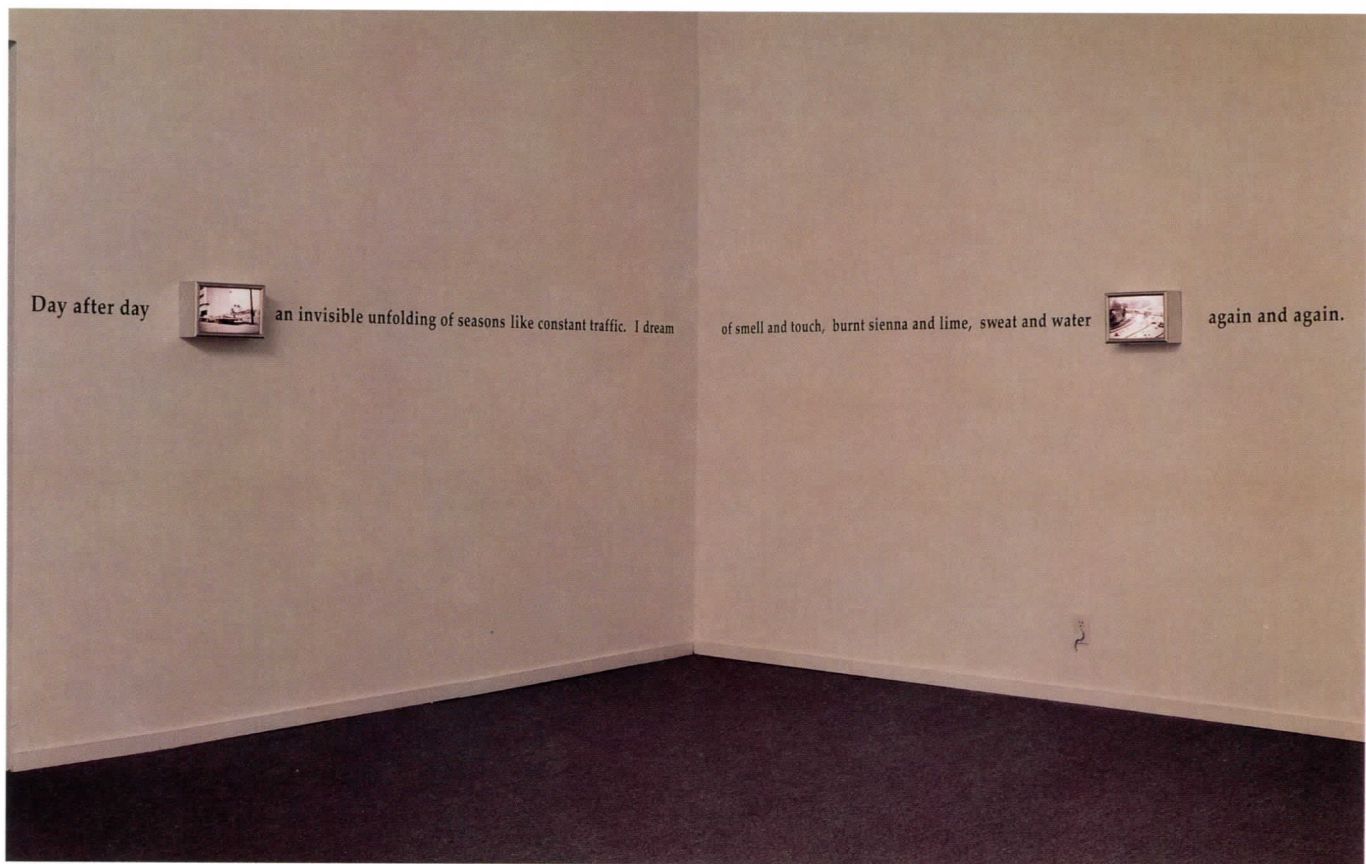 Day after day an invisible unfolding of seasons like constant traffic. I dream of smell and touch, burnt sienna and lime, sweat and water again and again.